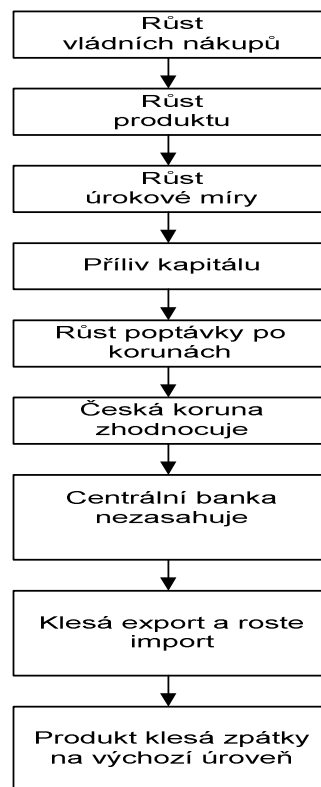 Růst
vládních nákupů
Růst
produktu
Růst
úrokové míry
Příliv kapitálu
Růst poptávky po
korunách
Česká koruna
zhodnocuje
Centrální banka
nezasahuje
Klesá export a roste
import
Produkt klesá zpátky
na výchozí úroveň